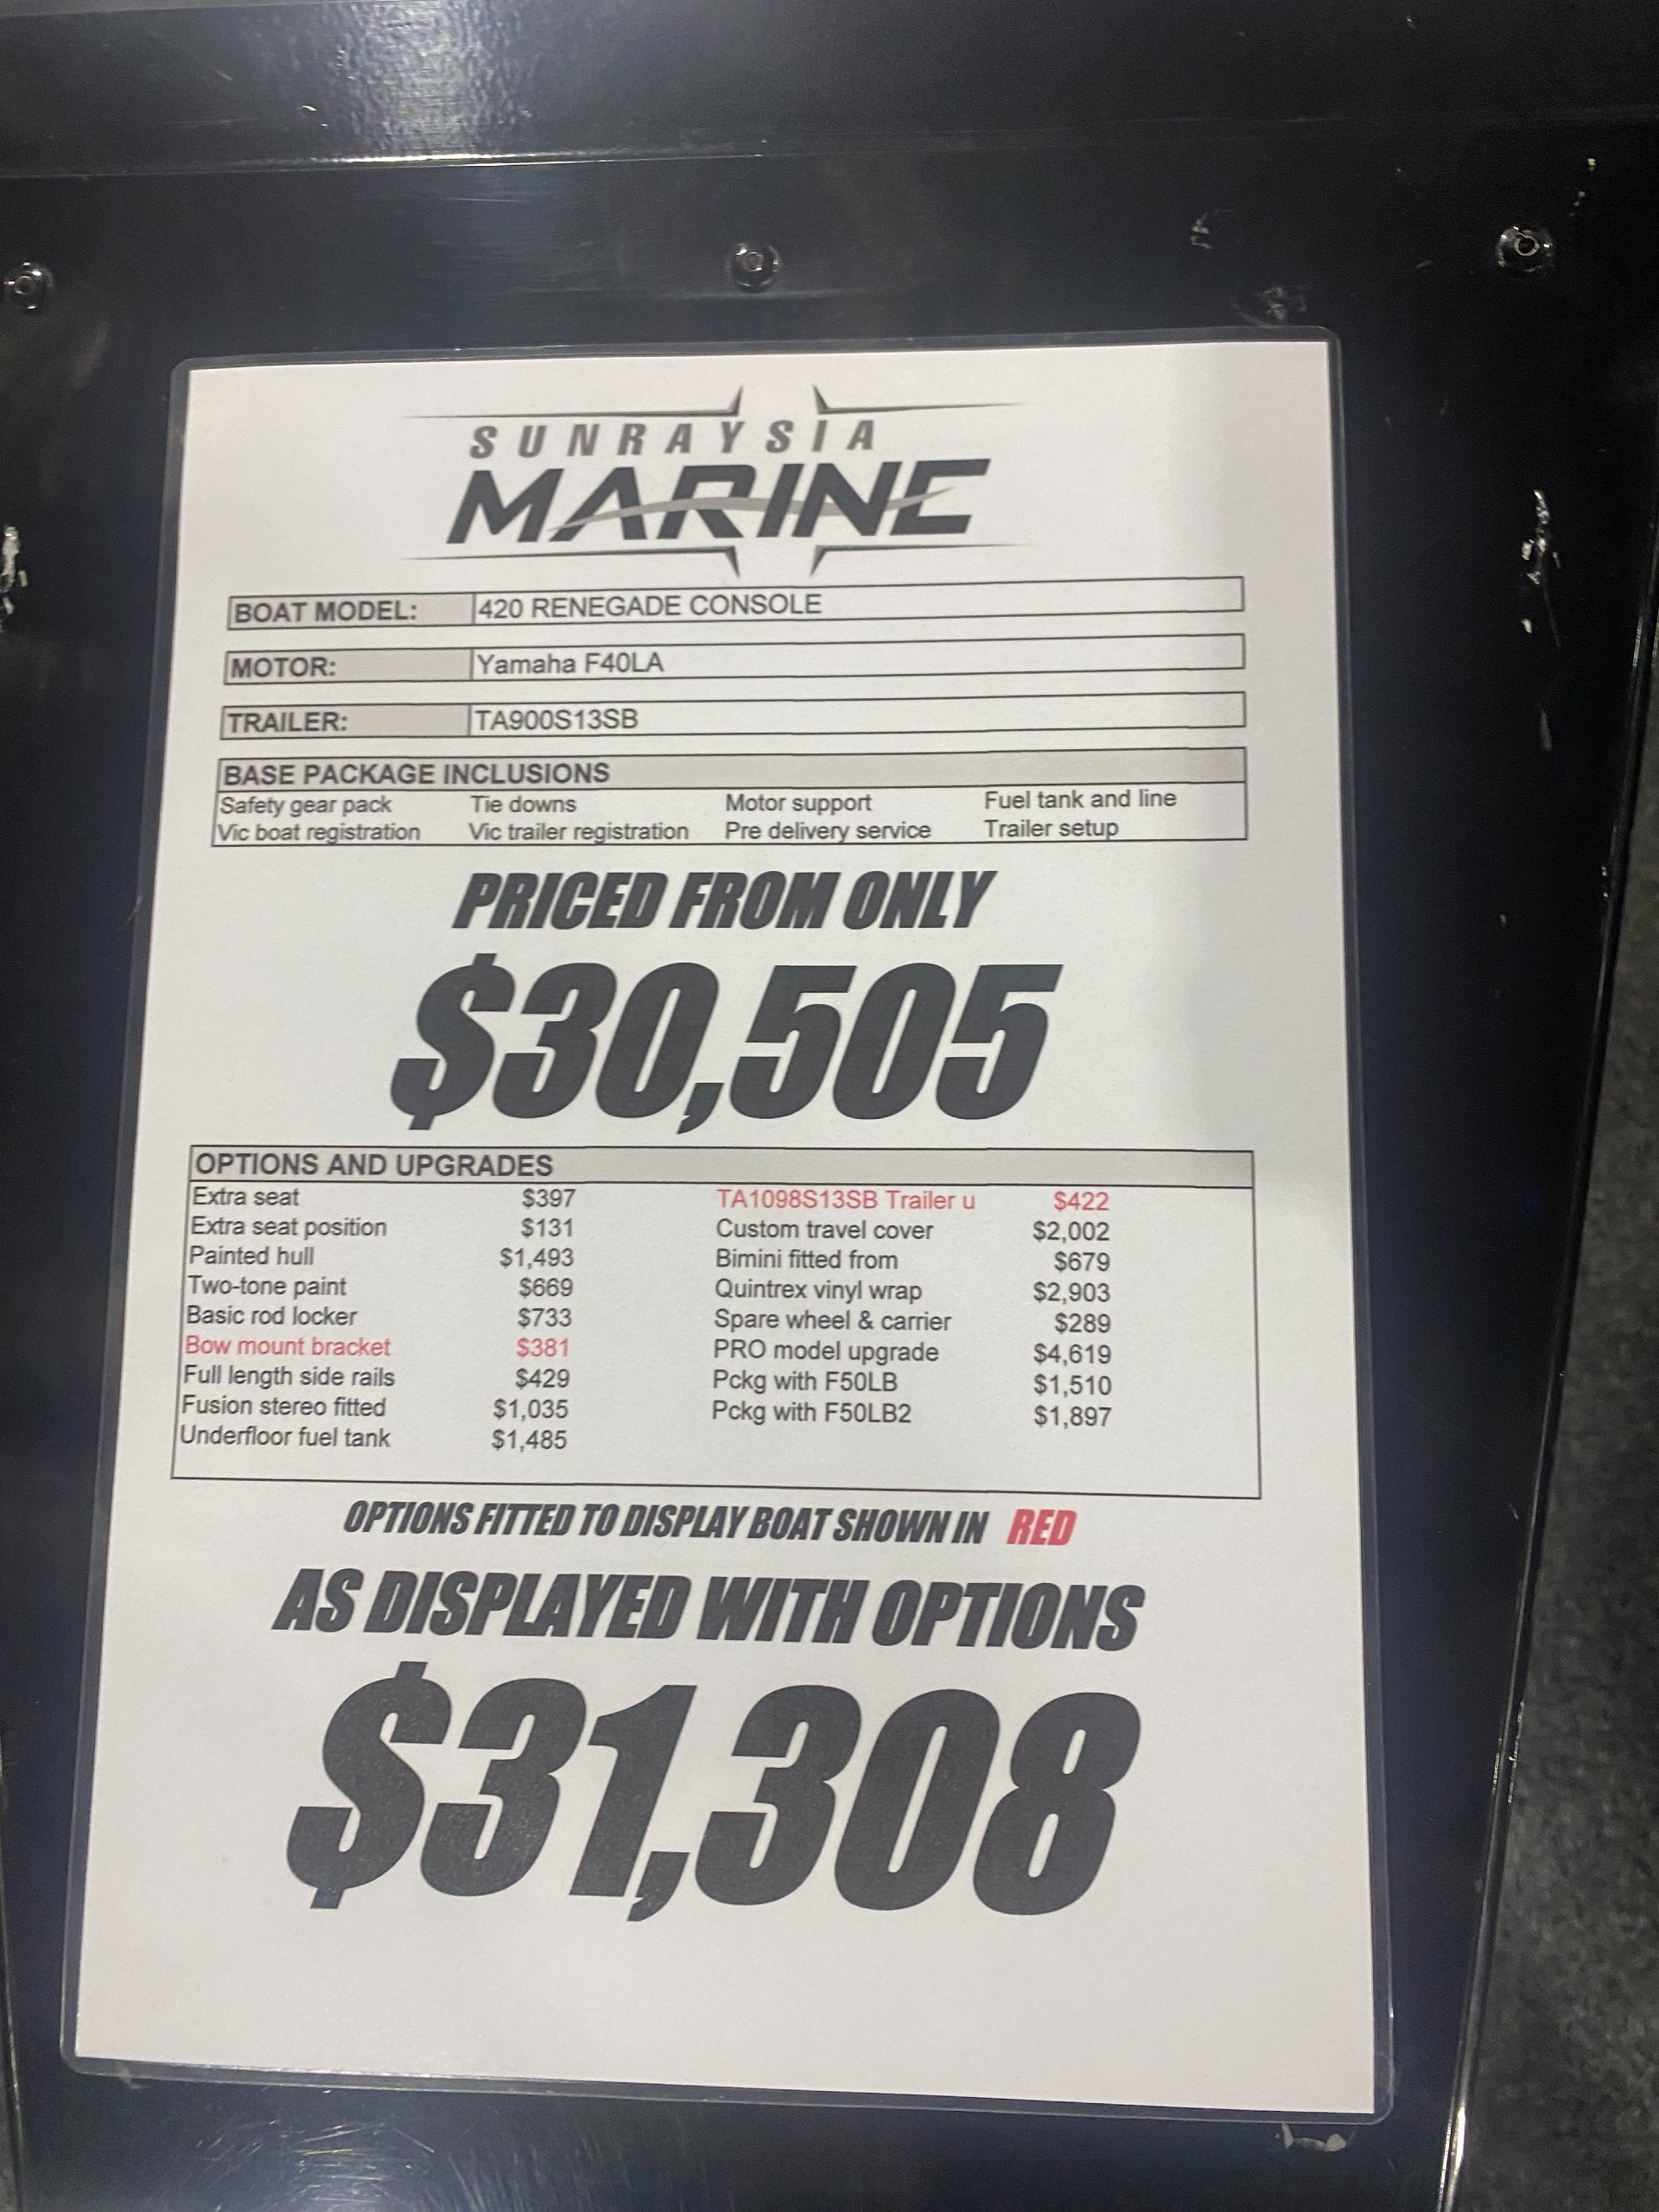 SUNRAYSIA
MARINE
BOAT MODEL: 420 RENEGADE CONSOLE
MOTOR: Yamaha F40LA
TRAILER: TA900S13SB
BASE PACKAGE INCLUSIONS
Safety gear pack Tie downs Motor support Fuel tank and line
Vic boat registration Vic trailer registration Pre delivery service Trailer setup
PRICED FROM ONLY
$30,505
OPTIONS AND UPGRADES
Extra seat $397 TA1098S13SB Trailer u $422
Extra seat position $131 Custom travel cover $2,002
Painted hull $1,493 Bimini fitted from $679
Two-tone paint $669 Quintrex vinyl wrap $2,903
Basic rod locker $733 Spare wheel & carrier $289
Bow mount bracket $381 PRO model upgrade $4,619
Full length side rails $429 Pckg with F50LB $1,510
Fusion stereo fitted $1,035 Pckg with F50LB2 $1,897
Underfloor fuel tank $1,485
OPTIONS FITTED TO DISPLAY BOAT SHOWN IN RED
AS DISPLAYED WITH OPTIONS
$31,308